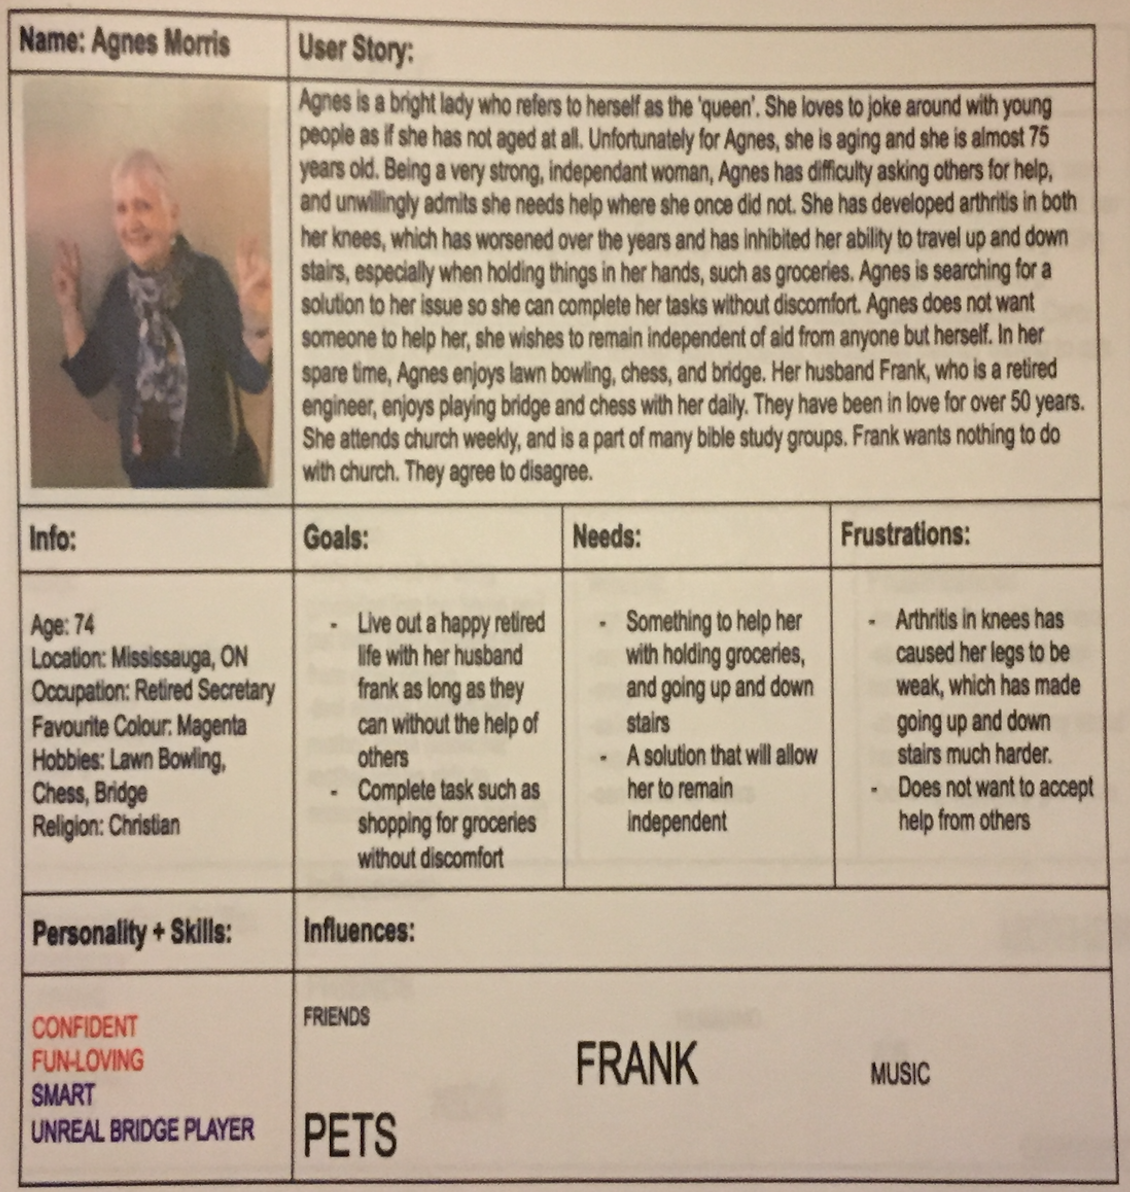 Name: Agnes Morris
User Story:
Agnes is a bright lady who refers to herself as the 'queen'. She loves to joke around with young
people as if she has not aged at all. Unfortunately for Agnes, she is aging and she is almost 75
years old. Being a very strong, independant woman, Agnes has difficulty asking others for help,
and unwillingly admits she needs help where she once did not. She has developed arthritis in both
her knees, which has worsened over the years and has inhibited her ability to travel up and down
stairs, especially when holding things in her hands, such as groceries. Agnes is searching for a
solution to her issue so she can complete her tasks without discomfort. Agnes does not want
someone to help her, she wishes to remain independent of aid from anyone but herself. In her
spare time, Agnes enjoys lawn bowling, chess, and bridge. Her husband Frank, who is a retired
engineer, enjoys playing bridge and chess with her daily. They have been in love for over 50 years.
She attends church weekly, and is a part of many bible study groups. Frank wants nothing to do
with church. They agree to disagree.
Info:
Age: 74
Location: Mississauga, ON
Occupation: Retired Secretary
Favourite Colour: Magenta
Hobbies: Lawn Bowling,
Chess, Bridge
Religion: Christian
Goals:
- Live out a happy retired
life with her husband
frank as long as they
can without the help of
others
- Complete task such as
shopping for groceries
without discomfort
Needs:
- Something to help her
with holding groceries,
and going up and down
stairs
- A solution that will allow
her to remain
independent
Frustrations:
- Arthritis in knees has
caused her legs to be
weak, which has made
going up and down
stairs much harder.
- Does not want to accept
help from others
Personality + Skills:
CONFIDENT
FUN-LOVING
SMART
UNREAL BRIDGE PLAYER
Influences:
FRIENDS
FRANK
MUSIC
PETS